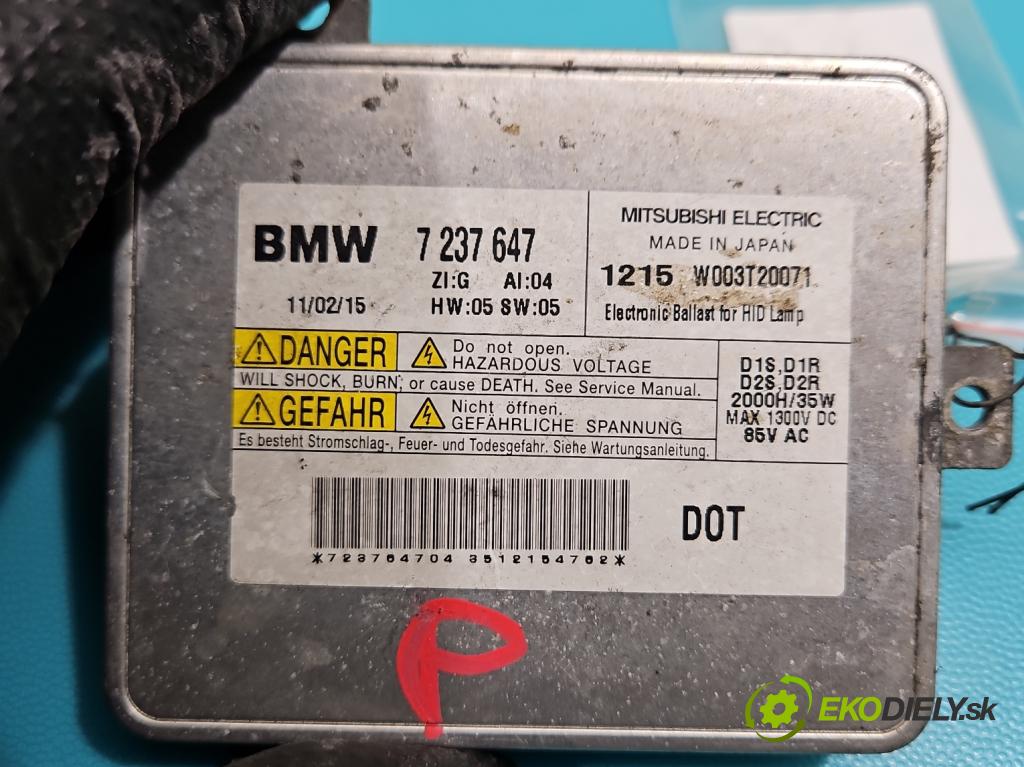 BMW 7 237 647
ZI:G AI:04
11/02/15 HW:05 SW:05
MITSUBISHI ELECTRIC
MADE IN JAPAN
1215 W003T20071
Electronic Ballast for HID Lamp
DANGER Do not open.
HAZARDOUS VOLTAGE
WILL SHOCK, BURN, or cause DEATH. See Service Manual.
GEFAHR Nicht öffnen.
GEFÄHRLICHE SPANNUNG
Es besteht Stromschlag-, Feuer- und Todesgefahr. Siehe Wartungsanleitung.
D1S,D1R
D2S,D2R
2000H/35W
MAX 1300V DC
85V AC
*723764704 3512154762*
DOT
P
EKODIELY.sk